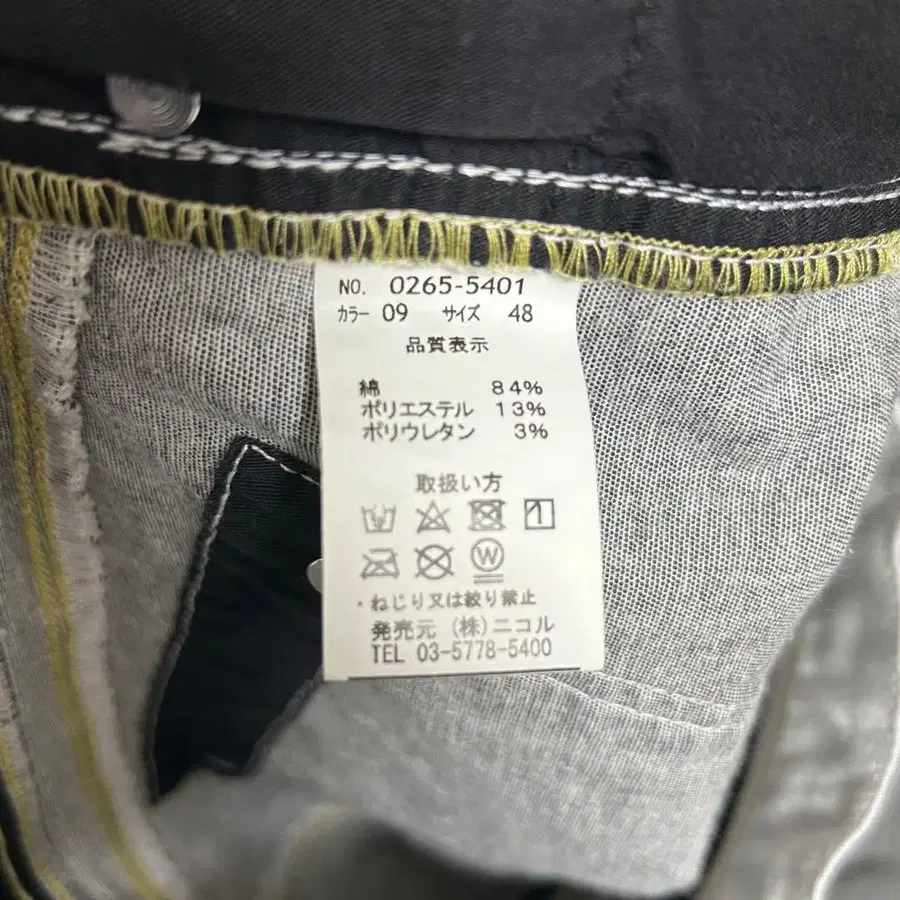 NO. 0265-5401
カラー 09 サイズ 48
品質表示
綿 84%
ポリエステル 13%
ポリウレタン 3%
取扱い方
W
・ねじり又は絞り禁止
発売元 (株)ニコル
TEL 03-5778-5400